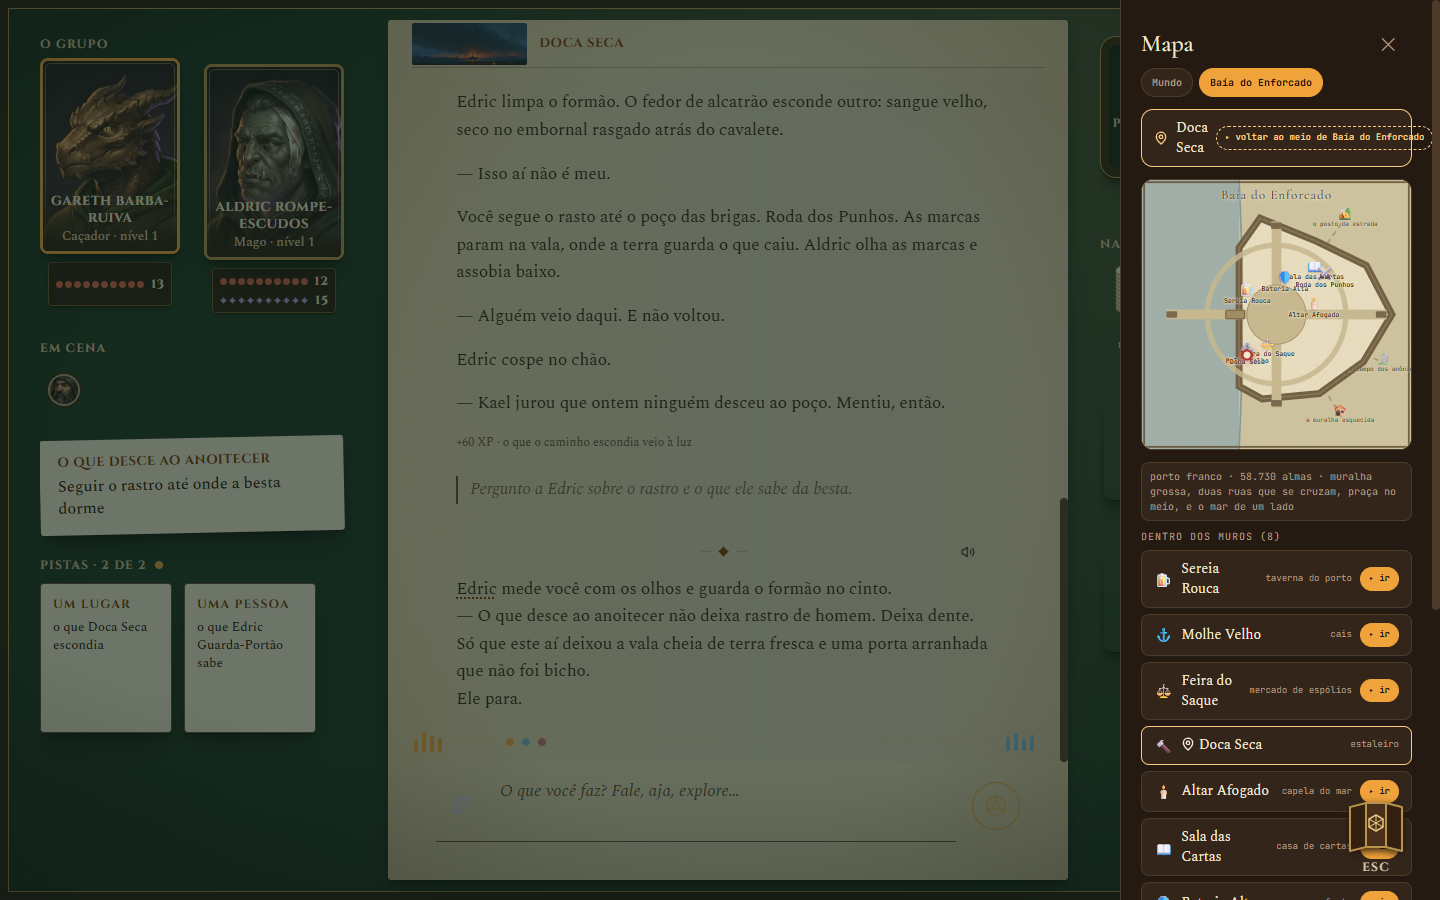 O GRUPO
GARETH BARBA-
RUIVA
Caçador · nível 1
13
ALDRIC ROMPE-
ESCUDOS
Mago · nível 1
12
15
EM CENA
O QUE DESCE AO ANOITECER
Seguir o rastro até onde a besta
dorme
PISTAS · 2 DE 2
UM LUGAR
o que Doca Seca
escondia
UMA PESSOA
o que Edric
Guarda-Portão
sabe
DOCA SECA
Edric limpa o formão. O fedor de alcatrão esconde outro: sangue velho,
seco no embornal rasgado atrás do cavalete.
— Isso aí não é meu.
Você segue o rasto até o poço das brigas. Roda dos Punhos. As marcas
param na vala, onde a terra guarda o que caiu. Aldric olha as marcas e
assobia baixo.
— Alguém veio daqui. E não voltou.
Edric cospe no chão.
— Kael jurou que ontem ninguém desceu ao poço. Mentiu, então.
+60 XP · o que o caminho escondia veio à luz
Pergunto a Edric sobre o rastro e o que ele sabe da besta.
Edric mede você com os olhos e guarda o formão no cinto.
— O que desce ao anoitecer não deixa rastro de homem. Deixa dente.
Só que este aí deixou a vala cheia de terra fresca e uma porta arranhada
que não foi bicho.
Ele para.
O que você faz? Fale, aja, explore...
NA
Mapa
Mundo
Baía do Enforcado
Doca
Seca
‣ voltar ao meio de Baía do Enforcado
Baía do Enforcado
o posto da estrada
Roda dos Punhos
Bateria Alta
Sereia Rouca
Altar Afogado
a muralha esquecida
porto franco · 58.730 almas · muralha
grossa, duas ruas que se cruzam, praça no
meio, e o mar de um lado
DENTRO DOS MUROS (8)
Sereia
Rouca
taverna do porto
‣ ir
Molhe Velho
cais
‣ ir
Feira do
Saque
mercado de espólios
‣ ir
Doca Seca
estaleiro
Altar Afogado
capela do mar
‣ ir
Sala das
Cartas
casa de cartas
ESC